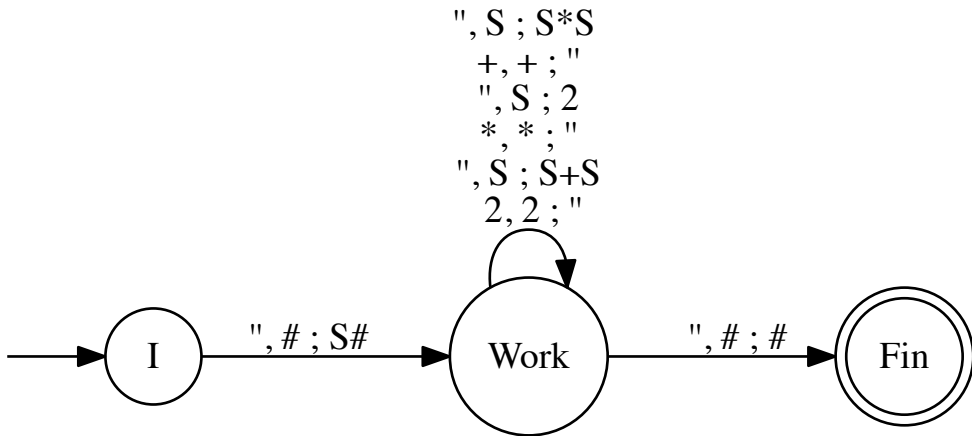 ", S ; S*S
+, + ; "
", S ; 2
*, * ; "
", S ; S+S
2, 2 ; "
", # ; S#
", # ; #
I
Work
Fin